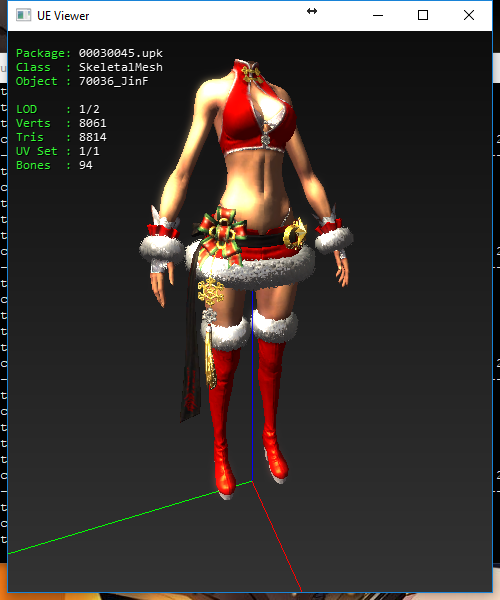 UE Viewer
Package: 00030045.upk
Class : SkeletalMesh
Object : 70036_JinF
LOD : 1/2
Verts : 8061
Tris : 8814
UV Set : 1/1
Bones : 94